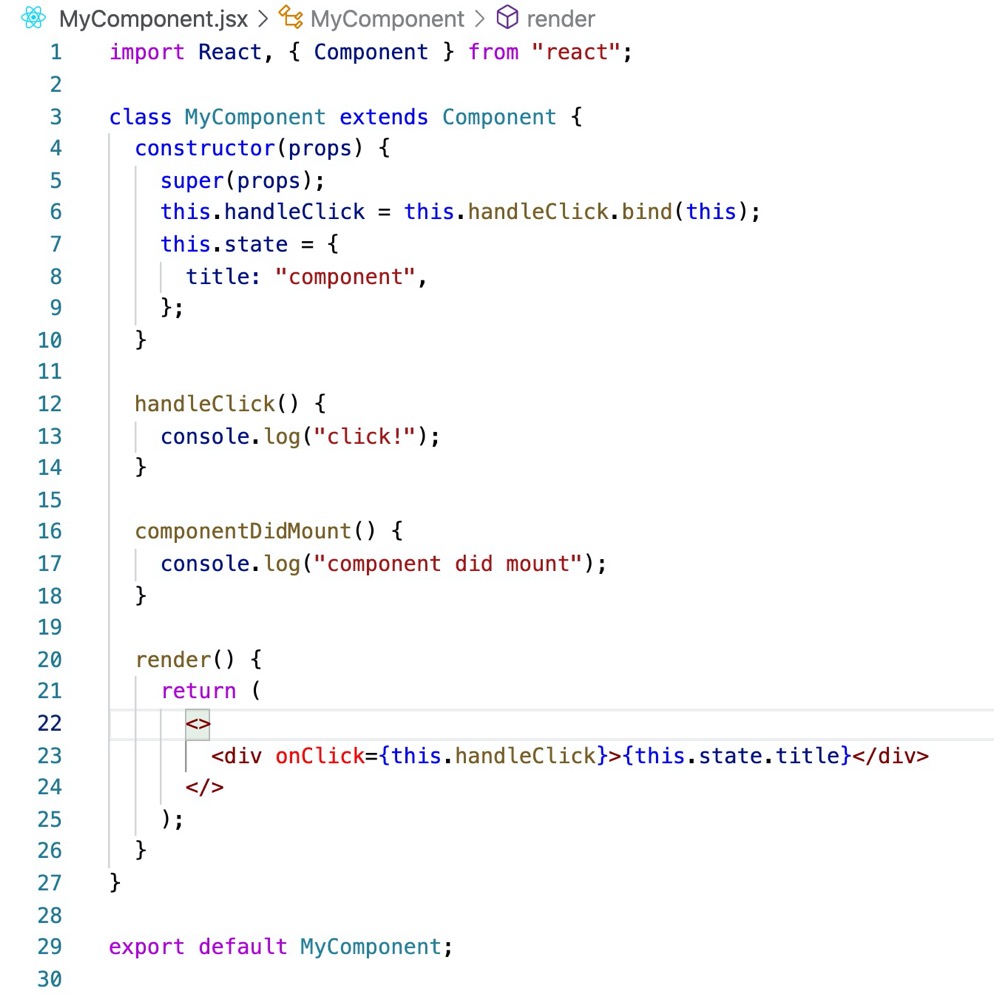 MyComponent.jsx > MyComponent > render
1 import React, { Component } from "react";
2
3 class MyComponent extends Component {
4   constructor(props) {
5     super(props);
6     this.handleClick = this.handleClick.bind(this);
7     this.state = {
8       title: "component",
9     };
10   }
11
12   handleClick() {
13     console.log("click!");
14   }
15
16   componentDidMount() {
17     console.log("component did mount");
18   }
19
20   render() {
21     return (
22       <>
23         <div onClick={this.handleClick}>{this.state.title}</div>
24       </>
25     );
26   }
27 }
28
29 export default MyComponent;
30